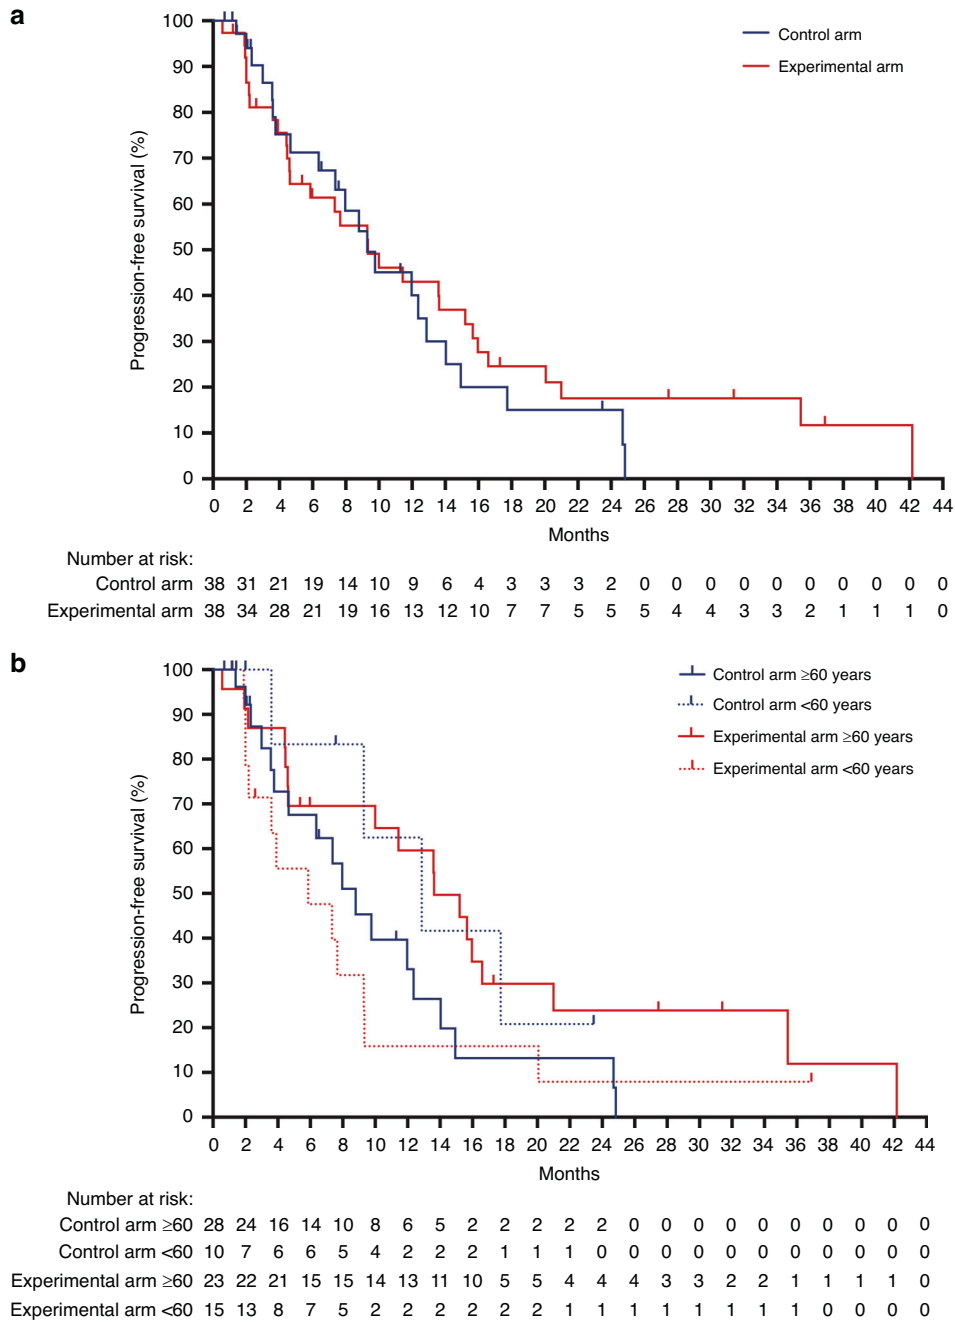 a
Control arm
Experimental arm
Progression-free survival (%)
100
90
80
70
60
50
40
30
20
10
0
0 2 4 6 8 10 12 14 16 18 20 22 24 26 28 30 32 34 36 38 40 42 44
Months
Number at risk:
Control arm 38 31 21 19 14 10 9 6 4 3 3 3 2 0 0 0 0 0 0 0 0 0 0
Experimental arm 38 34 28 21 19 16 13 12 10 7 7 5 5 5 4 4 3 3 2 1 1 1 0
b
Control arm ≥60 years
Control arm <60 years
Experimental arm ≥60 years
Experimental arm <60 years
Progression-free survival (%)
100
90
80
70
60
50
40
30
20
10
0
0 2 4 6 8 10 12 14 16 18 20 22 24 26 28 30 32 34 36 38 40 42 44
Months
Number at risk:
Control arm ≥60 28 24 16 14 10 8 6 5 2 2 2 2 2 0 0 0 0 0 0 0 0 0 0
Control arm <60 10 7 6 6 5 4 2 2 2 1 1 1 0 0 0 0 0 0 0 0 0 0 0
Experimental arm ≥60 23 22 21 15 15 14 13 11 10 5 5 4 4 4 3 3 2 2 1 1 1 1 0
Experimental arm <60 15 13 8 7 5 2 2 2 2 2 2 1 1 1 1 1 1 1 1 0 0 0 0